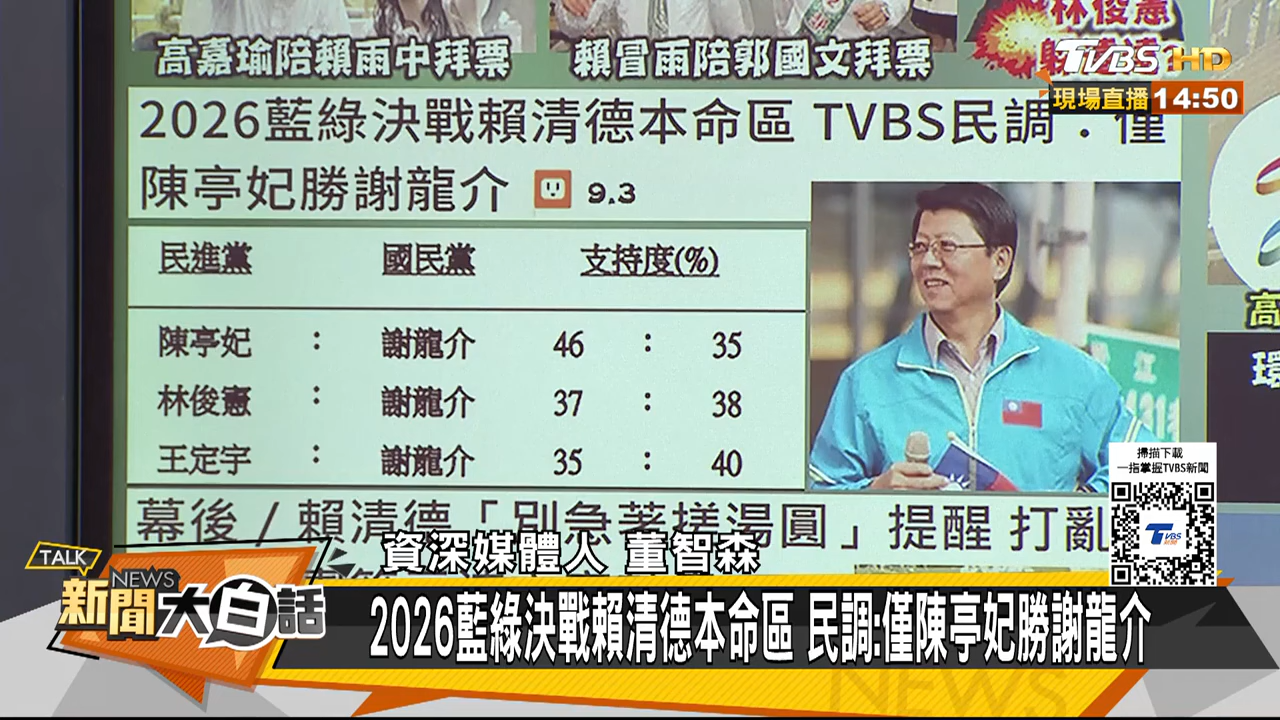 高嘉瑜陪賴雨中拜票
賴冒雨陪郭國文拜票
林俊憲
TVBS HD
現場直播 14:50
2026藍綠決戰賴清德本命區 TVBS民調：僅
陳亭妃勝謝龍介 9.3
民進黨 國民黨 支持度(%)
陳亭妃 : 謝龍介 46 : 35
林俊憲 : 謝龍介 37 : 38
王定宇 : 謝龍介 35 : 40
高
環
掃描下載
一指掌握TVBS新聞
TVBS
新聞
幕後 / 賴清德「別急著搓湯圓」提醒 打亂
資深媒體人 董智森
TALK
NEWS
新聞大白話
2026藍綠決戰賴清德本命區 民調:僅陳亭妃勝謝龍介
NEWS